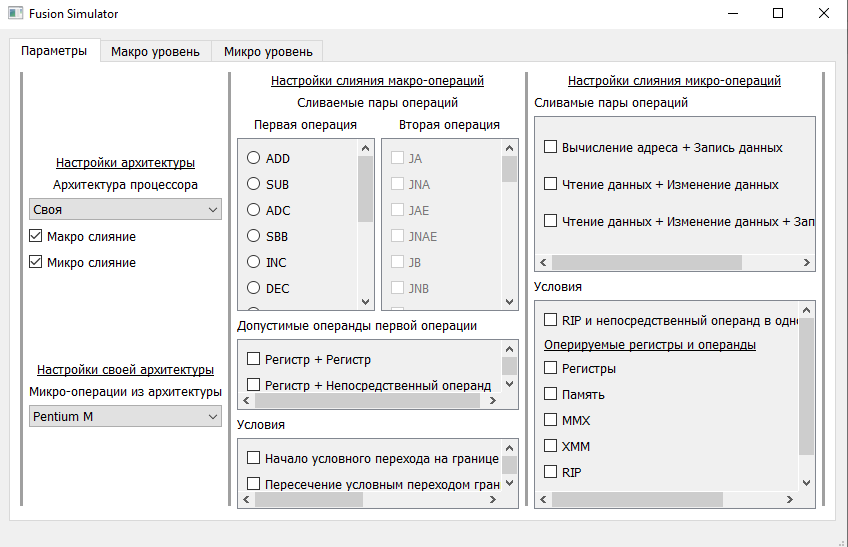 Fusion Simulator
Параметры
Макро уровень
Микро уровень
Настройки архитектуры
Архитектура процессора
Своя
Макро слияние
Микро слияние
Настройки своей архитектуры
Микро-операции из архитектуры
Pentium M
Настройки слияния макро-операций
Сливаемые пары операций
Первая операция
Вторая операция
ADD
SUB
ADC
SBB
INC
DEC
JA
JNA
JAE
JNAE
JB
JNB
Допустимые операнды первой операции
Регистр + Регистр
Регистр + Непосредственный операнд
Условия
Начало условного перехода на границе
Пересечение условным переходом гран
Настройки слияния микро-операций
Сливамые пары операций
Вычисление адреса + Запись данных
Чтение данных + Изменение данных
Чтение данных + Изменение данных + Зап
Условия
RIP и непосредственный операнд в одно
Оперируемые регистры и операнды
Регистры
Память
MMX
XMM
RIP